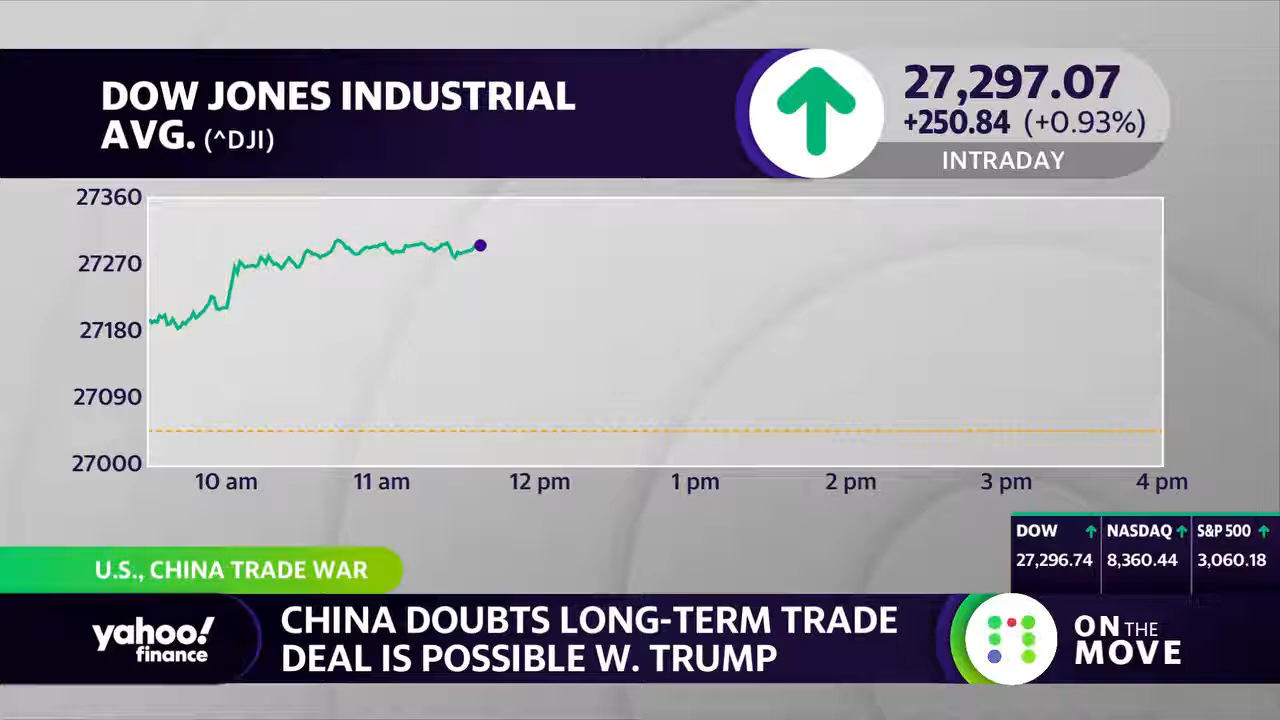 DOW JONES INDUSTRIAL
AVG. (^DJI)
27,297.07
+250.84 (+0.93%)
INTRADAY
27360
27270
27180
27090
27000
10 am 11 am 12 pm 1 pm 2 pm 3 pm 4 pm
DOW NASDAQ S&P 500
27,296.74 8,360.44 3,060.18
U.S., CHINA TRADE WAR
yahoo!
finance
CHINA DOUBTS LONG-TERM TRADE
DEAL IS POSSIBLE W. TRUMP
ON THE
MOVE